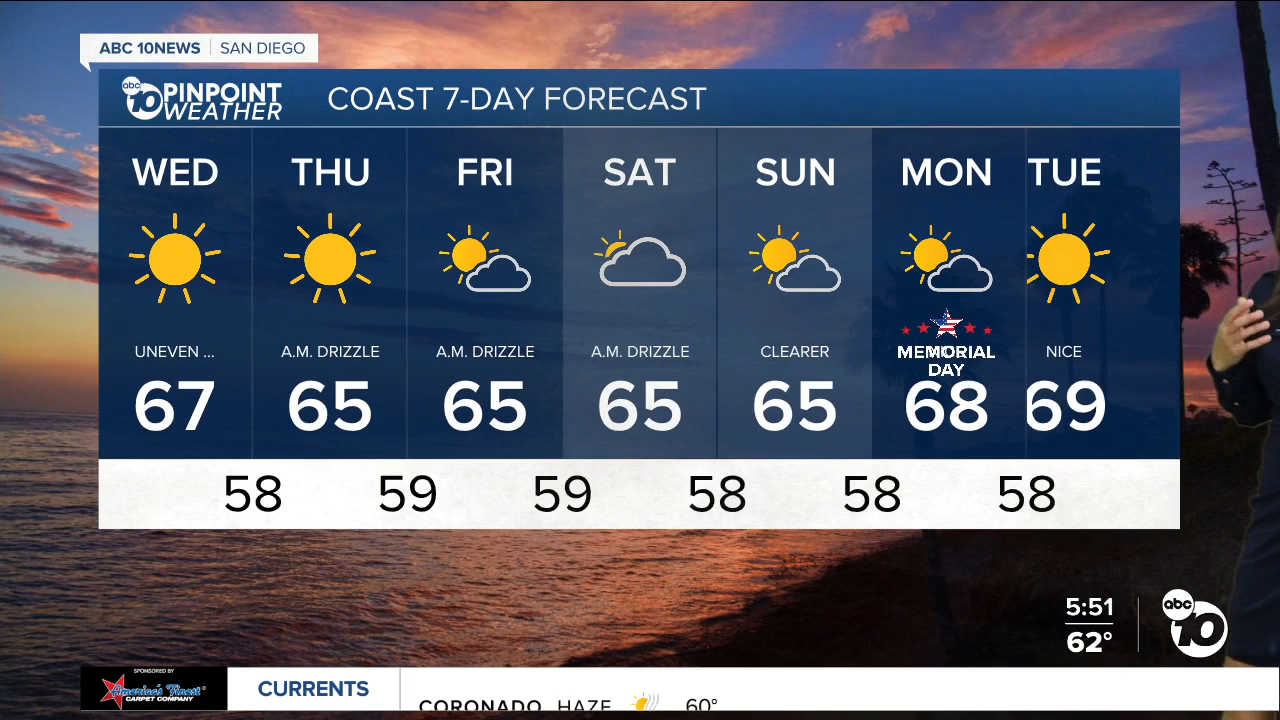 ABC 10NEWS | SAN DIEGO
abc 10 PINPOINT WEATHER
COAST 7-DAY FORECAST
WED THU FRI SAT SUN MON TUE
MEMORIAL DAY
UNEVEN ... A.M. DRIZZLE A.M. DRIZZLE A.M. DRIZZLE CLEARER NICE
67 65 65 65 65 68 69
58 59 59 58 58 58
5:51
62°
abc 10
SPONSORED BY
America's Finest
CARPET COMPANY
CURRENTS
CORONADO HAZE 60°